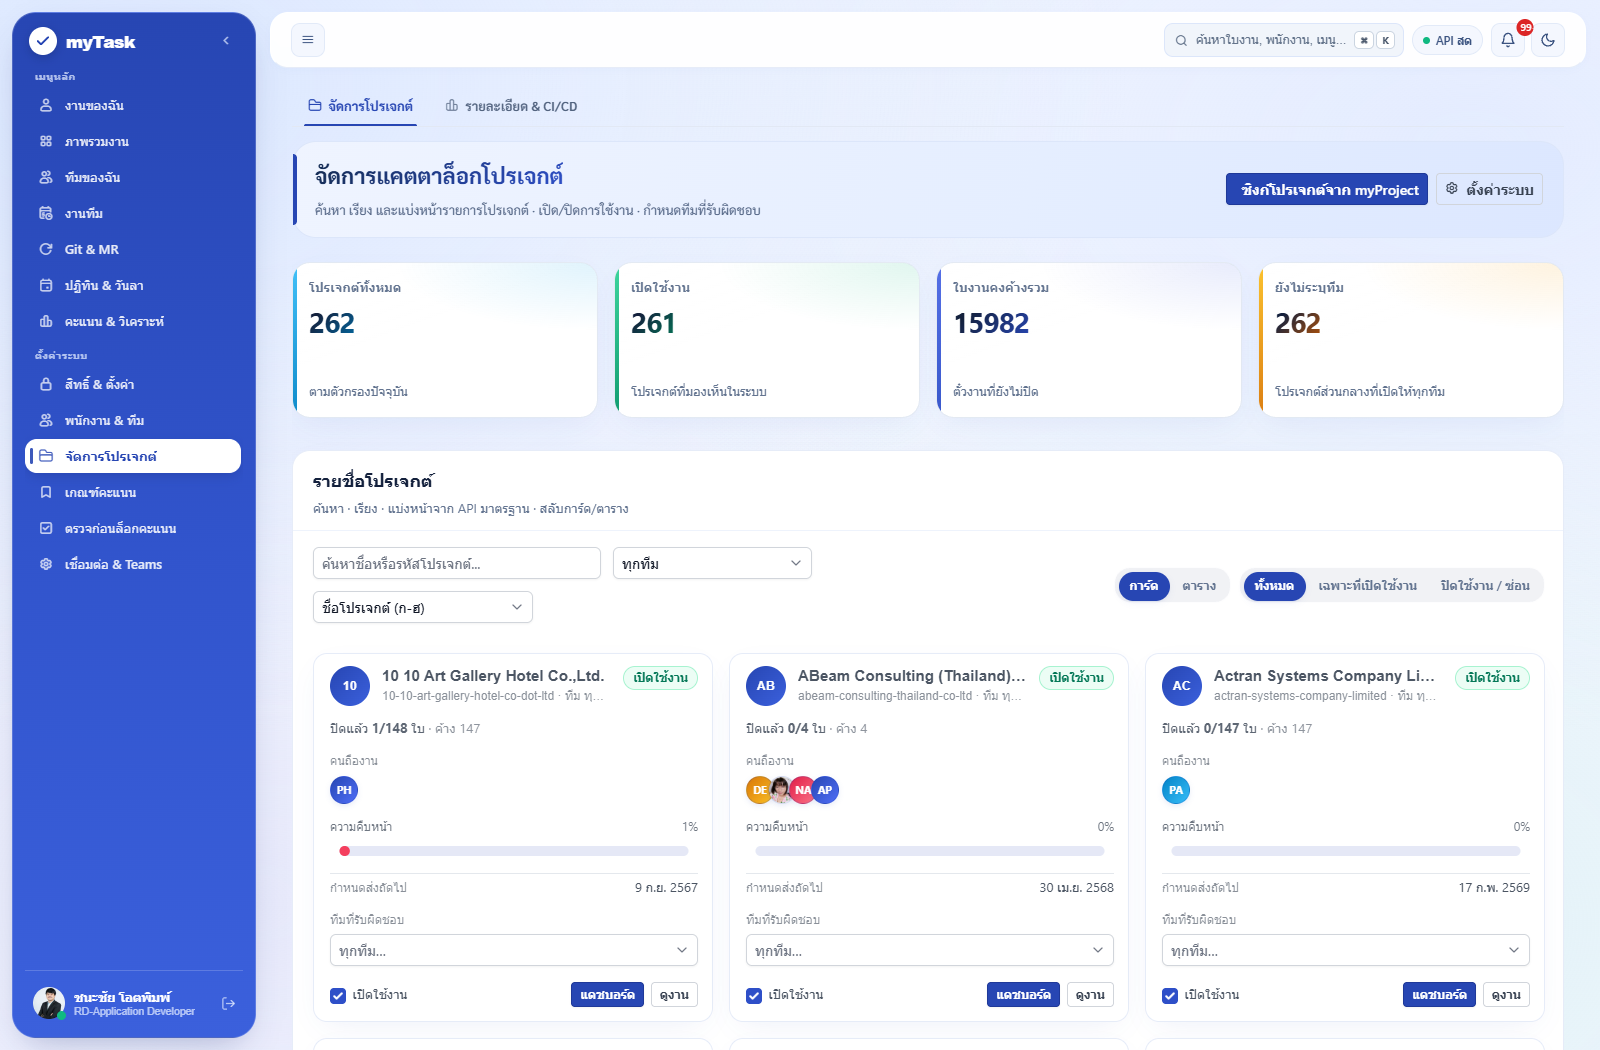 myTask
เมนูหลัก
งานของฉัน
ภาพรวมงาน
ทีมของฉัน
งานทีม
Git & MR
ปฏิทิน & วันลา
คะแนน & วิเคราะห์
ตั้งค่าระบบ
สิทธิ์ & ตั้งค่า
พนักงาน & ทีม
จัดการโปรเจกต์
เกณฑ์คะแนน
ตรวจก่อนล็อกคะแนน
เชื่อมต่อ & Teams
ชนะชัย โอตพิมพ์
RD-Application Developer
ค้นหาใบงาน, พนักงาน, เมนู... ⌘ K
API สด
99
จัดการโปรเจกต์ รายละเอียด & CI/CD
จัดการแคตตาล็อกโปรเจกต์
ค้นหา เรียง และแบ่งหน้ารายการโปรเจกต์ · เปิด/ปิดการใช้งาน · กำหนดทีมที่รับผิดชอบ
ซิงก์โปรเจกต์จาก myProject ตั้งค่าระบบ
โปรเจกต์ทั้งหมด
262
ตามตัวกรองปัจจุบัน
เปิดใช้งาน
261
โปรเจกต์ที่มองเห็นในระบบ
ใบงานคงค้างรวม
15982
ตั๋วงานที่ยังไม่ปิด
ยังไม่ระบุทีม
262
โปรเจกต์ส่วนกลางที่เปิดให้ทุกทีม
รายชื่อโปรเจกต์
ค้นหา · เรียง · แบ่งหน้าจาก API มาตรฐาน · สลับการ์ด/ตาราง
ค้นหาชื่อหรือรหัสโปรเจกต์... ทุกทีม
ชื่อโปรเจกต์ (ก-ฮ)
การ์ด ตาราง ทั้งหมด เฉพาะที่เปิดใช้งาน ปิดใช้งาน / ซ่อน
10
10 10 Art Gallery Hotel Co.,Ltd. เปิดใช้งาน
10-10-art-gallery-hotel-co-dot-ltd · ทีม ทุ...
ปิดแล้ว 1/148 ใบ · ค้าง 147
คนถืองาน
PH
ความคืบหน้า 1%
กำหนดส่งถัดไป 9 ก.ย. 2567
ทีมที่รับผิดชอบ
ทุกทีม...
เปิดใช้งาน แดชบอร์ด ดูงาน
AB
ABeam Consulting (Thailand)... เปิดใช้งาน
abeam-consulting-thailand-co-ltd · ทีม ทุ...
ปิดแล้ว 0/4 ใบ · ค้าง 4
คนถืองาน
DE NA AP
ความคืบหน้า 0%
กำหนดส่งถัดไป 30 เม.ย. 2568
ทีมที่รับผิดชอบ
ทุกทีม...
เปิดใช้งาน แดชบอร์ด ดูงาน
AC
Actran Systems Company Li... เปิดใช้งาน
actran-systems-company-limited · ทีม ทุ...
ปิดแล้ว 0/147 ใบ · ค้าง 147
คนถืองาน
PA
ความคืบหน้า 0%
กำหนดส่งถัดไป 17 ก.พ. 2569
ทีมที่รับผิดชอบ
ทุกทีม...
เปิดใช้งาน แดชบอร์ด ดูงาน